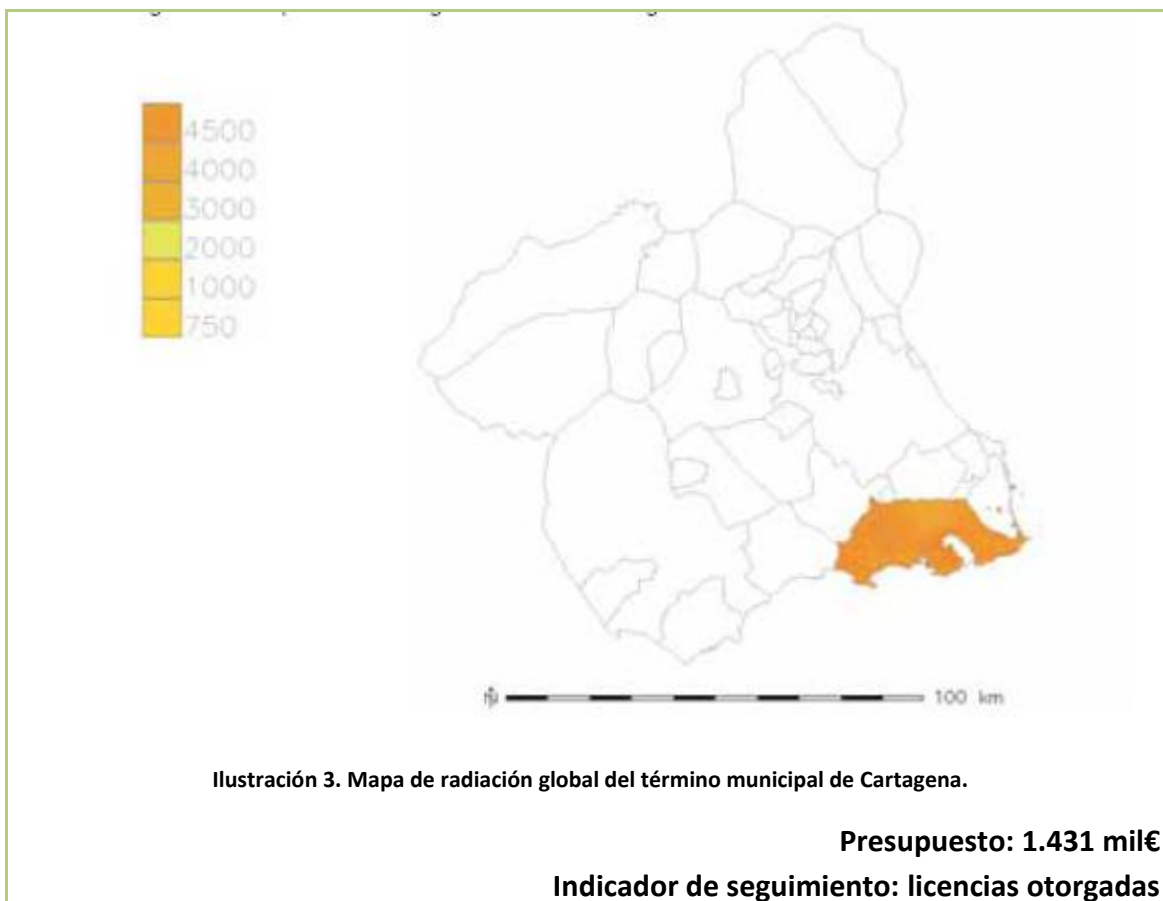 4500
4000
3000
2000
1000
750
100 km
Ilustración 3. Mapa de radiación global del término municipal de Cartagena.
Presupuesto: 1.431 mil€
Indicador de seguimiento: licencias otorgadas